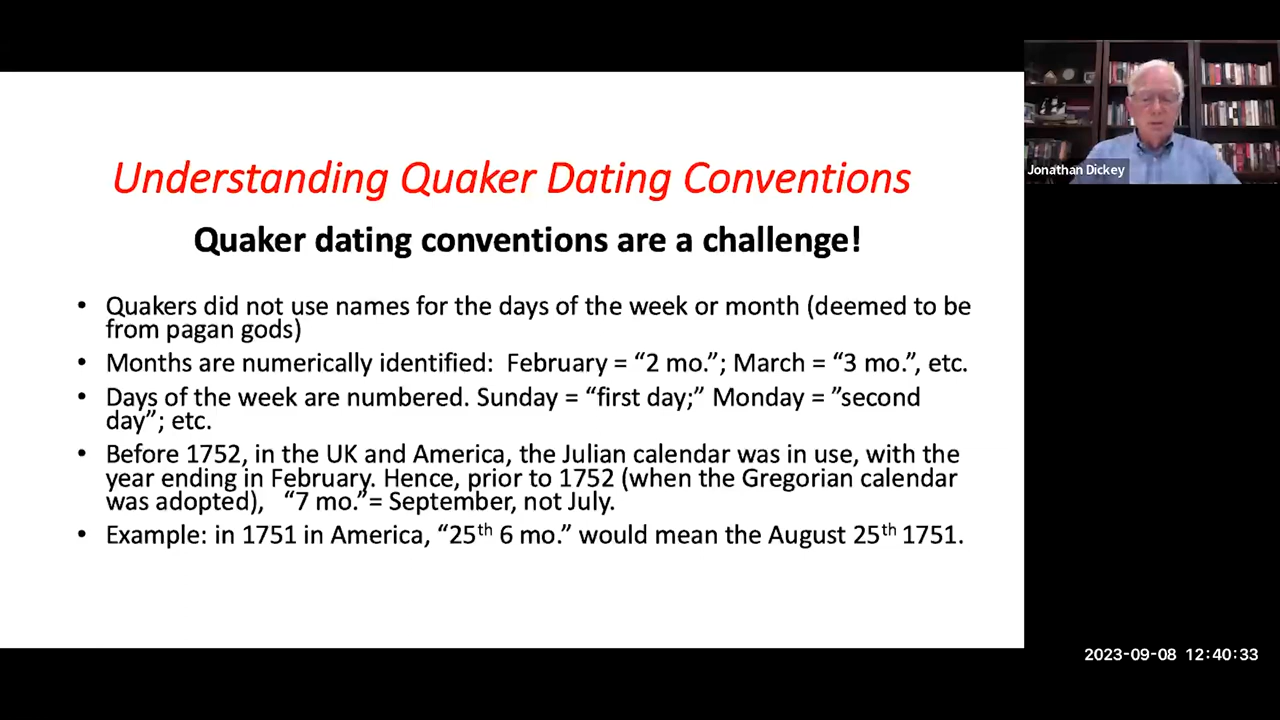 Understanding Quaker Dating Conventions
Quaker dating conventions are a challenge!
• Quakers did not use names for the days of the week or month (deemed to be
from pagan gods)
• Months are numerically identified:  February = “2 mo.”; March = “3 mo.”, etc.
• Days of the week are numbered. Sunday = “first day;” Monday = ”second
day”; etc.
• Before 1752, in the UK and America, the Julian calendar was in use, with the
year ending in February. Hence, prior to 1752 (when the Gregorian calendar
was adopted),   “7 mo.”= September, not July.
• Example: in 1751 in America, “25th 6 mo.” would mean the August 25th 1751.
Jonathan Dickey
2023-09-08 12:40:33